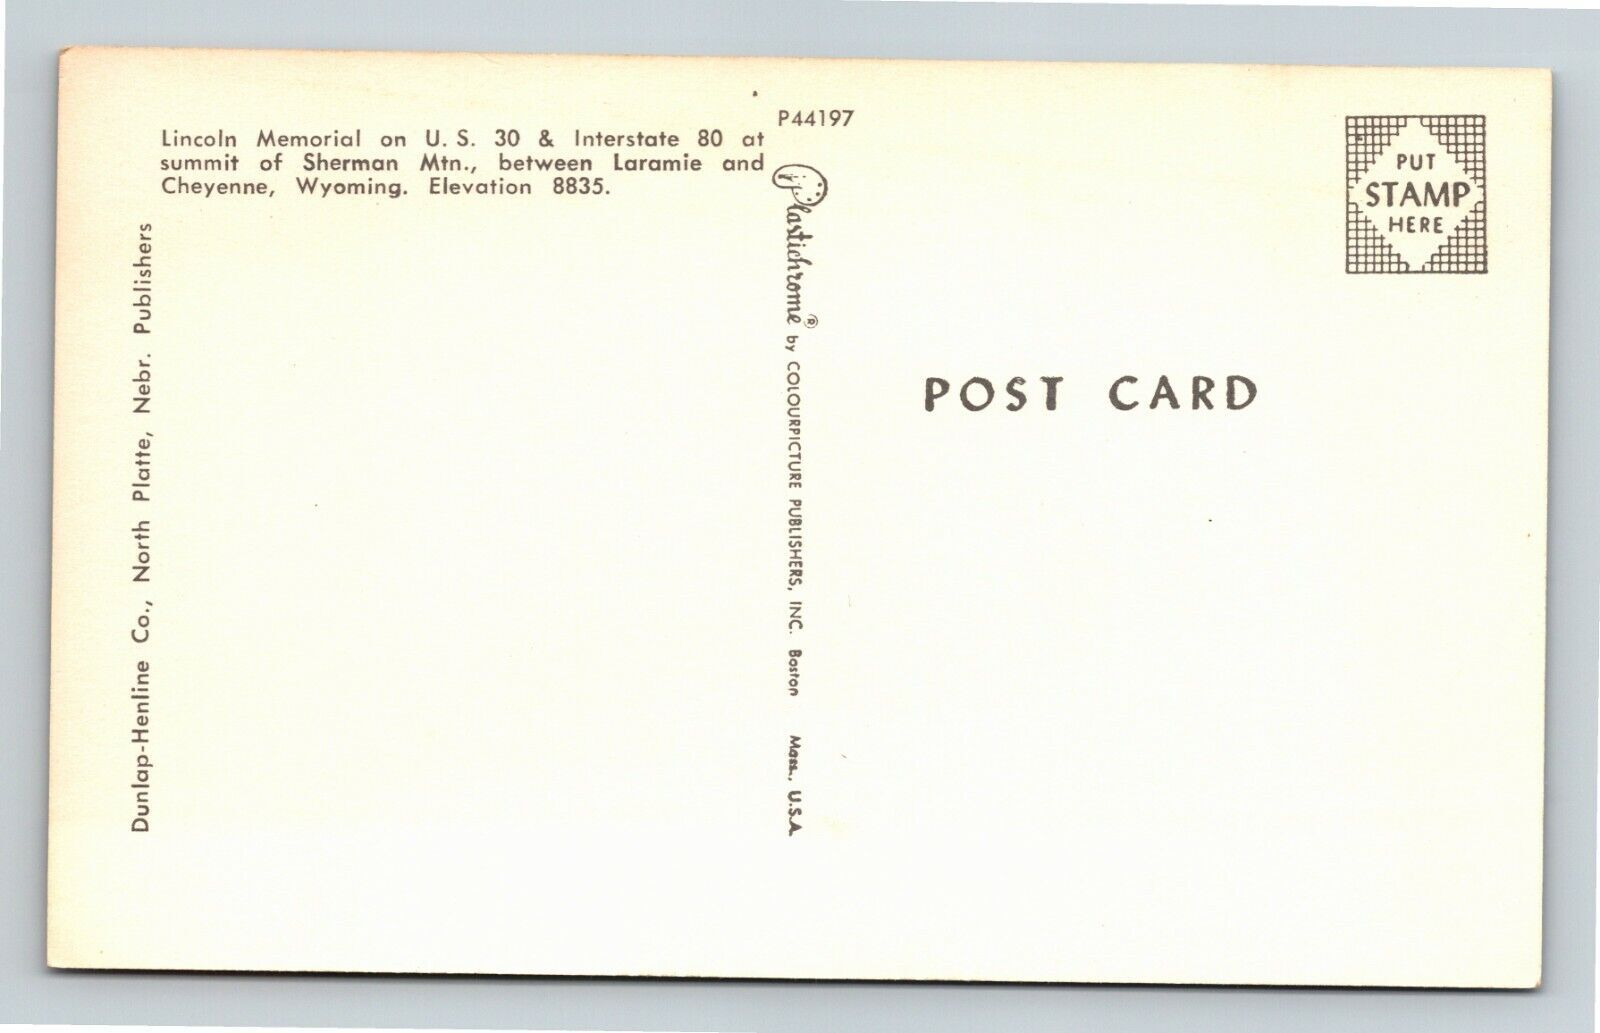 Lincoln Memorial on U. S. 30 & Interstate 80 at
summit of Sherman Mtn., between Laramie and
Cheyenne, Wyoming. Elevation 8835.
Dunlap-Henline Co., North Platte, Nebr. Publishers
P44197
Plastichrome® by COLOURPICTURE PUBLISHERS, INC. Boston Mass., U.S.A.
PUT
STAMP
HERE
POST CARD